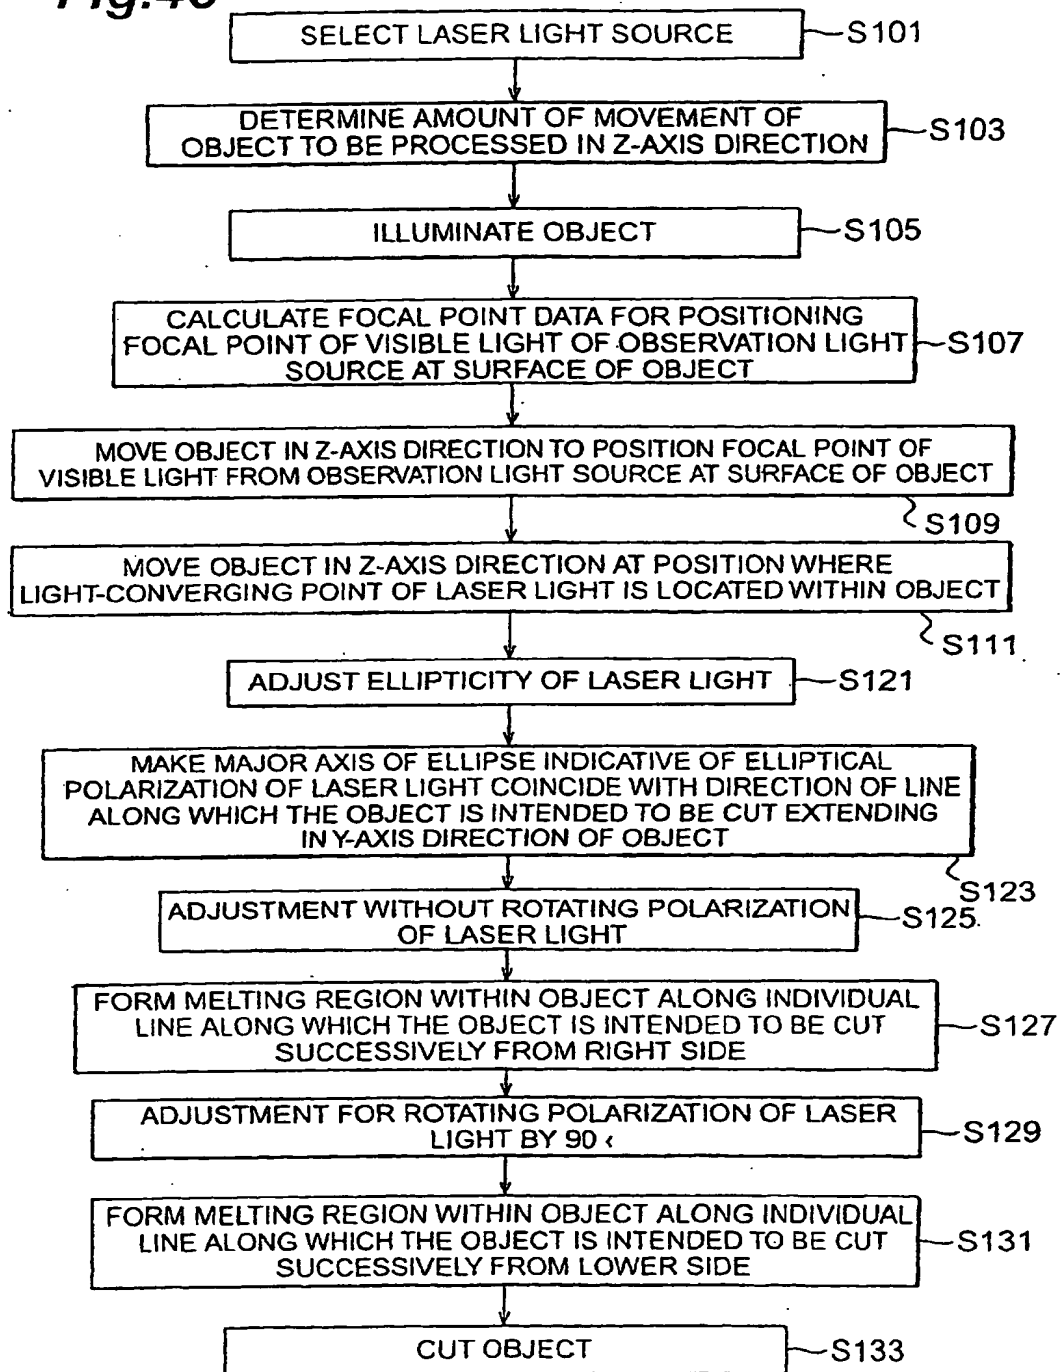 SELECT LASER LIGHT SOURCE
S101
DETERMINE AMOUNT OF MOVEMENT OF
OBJECT TO BE PROCESSED IN Z-AXIS DIRECTION
S103
ILLUMINATE OBJECT
S105
CALCULATE FOCAL POINT DATA FOR POSITIONING
FOCAL POINT OF VISIBLE LIGHT OF OBSERVATION LIGHT
SOURCE AT SURFACE OF OBJECT
S107
MOVE OBJECT IN Z-AXIS DIRECTION TO POSITION FOCAL POINT OF
VISIBLE LIGHT FROM OBSERVATION LIGHT SOURCE AT SURFACE OF OBJECT
S109
MOVE OBJECT IN Z-AXIS DIRECTION AT POSITION WHERE
LIGHT-CONVERGING POINT OF LASER LIGHT IS LOCATED WITHIN OBJECT
S111
ADJUST ELLIPTICITY OF LASER LIGHT
S121
MAKE MAJOR AXIS OF ELLIPSE INDICATIVE OF ELLIPTICAL
POLARIZATION OF LASER LIGHT COINCIDE WITH DIRECTION OF LINE
ALONG WHICH THE OBJECT IS INTENDED TO BE CUT EXTENDING
IN Y-AXIS DIRECTION OF OBJECT
S123
ADJUSTMENT WITHOUT ROTATING POLARIZATION
OF LASER LIGHT
S125
FORM MELTING REGION WITHIN OBJECT ALONG INDIVIDUAL
LINE ALONG WHICH THE OBJECT IS INTENDED TO BE CUT
SUCCESSIVELY FROM RIGHT SIDE
S127
ADJUSTMENT FOR ROTATING POLARIZATION OF LASER
LIGHT BY 90 ‹
S129
FORM MELTING REGION WITHIN OBJECT ALONG INDIVIDUAL
LINE ALONG WHICH THE OBJECT IS INTENDED TO BE CUT
SUCCESSIVELY FROM LOWER SIDE
S131
CUT OBJECT
S133